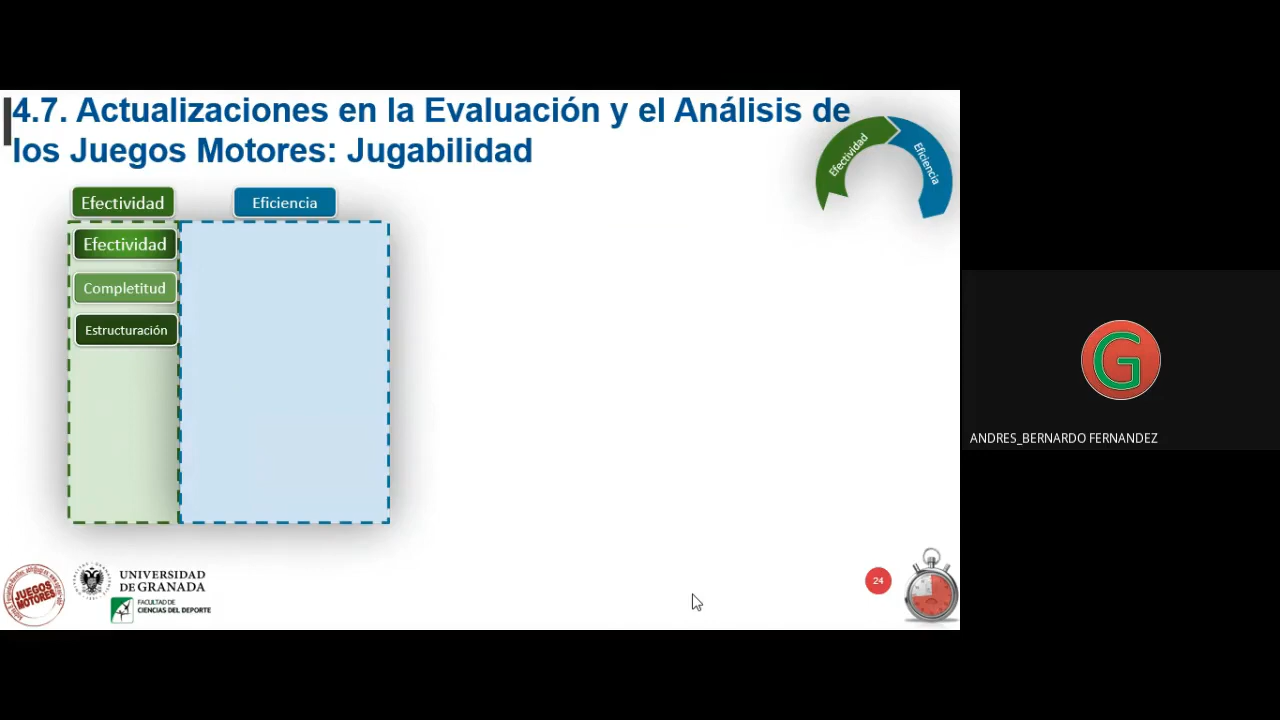 4.7. Actualizaciones en la Evaluación y el Análisis de
los Juegos Motores: Jugabilidad
Efectividad
Eficiencia
Efectividad
Eficiencia
Efectividad
Completitud
Estructuración
G
ANDRES_BERNARDO FERNANDEZ
JUEGOS
MOTORES
UNIVERSIDAD
DE GRANADA
FACULTAD DE
CIENCIAS DEL DEPORTE
24